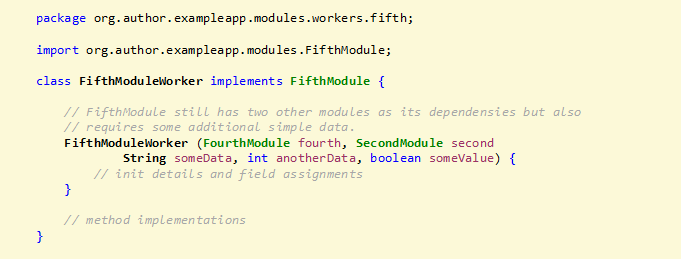 package org.author.exampleapp.modules.workers.fifth;
import org.author.exampleapp.modules.FifthModule;
class FifthModuleWorker implements FifthModule {
// FifthModule still has two other modules as its dependensies but also
// requires some additional simple data.
FifthModuleWorker (FourthModule fourth, SecondModule second
String someData, int anotherData, boolean someValue) {
// init details and field assignments
}
// method implementations
}